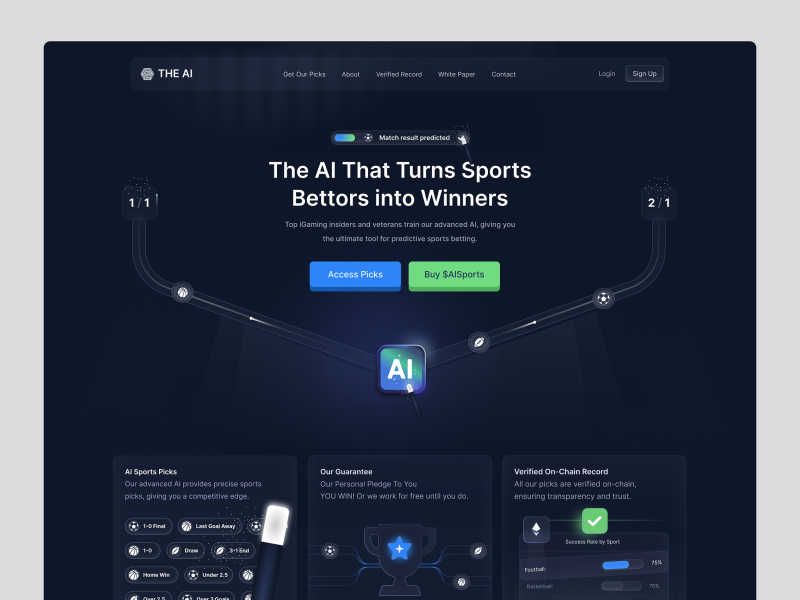 THE AI
Get Our Picks
About
Verified Record
White Paper
Contact
Login
Sign Up
Match result predicted
The AI That Turns Sports
Bettors into Winners
Top iGaming insiders and veterans train our advanced AI, giving you
the ultimate tool for predictive sports betting.
1 / 1
2 / 1
Access Picks
Buy $AISports
AI
AI Sports Picks
Our advanced AI provides precise sports
picks, giving you a competitive edge.
1-0 Final
Last Goal Away
1-0
Draw
3-1 End
Home Win
Under 2.5
Over 2.5
Over 3 Goals
Our Guarantee
Our Personal Pledge To You
YOU WIN! Or we work for free until you do.
Verified On-Chain Record
All our picks are verified on-chain,
ensuring transparency and trust.
Success Rate by Sport
Football:
75%
Basketball:
75%